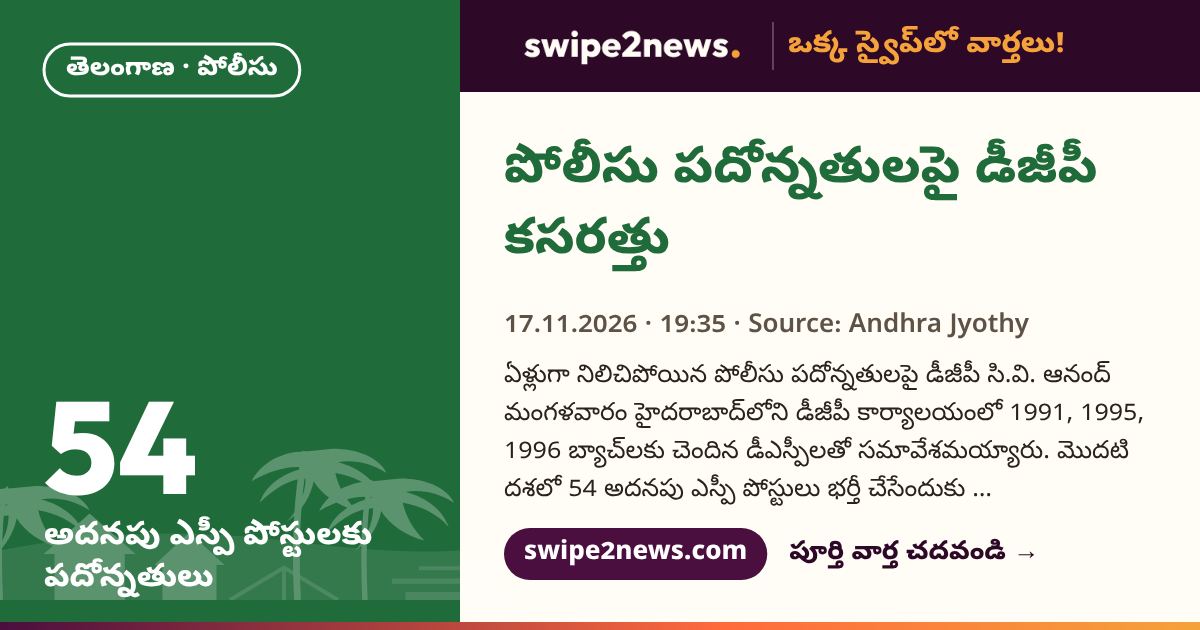 తెలంగాణ · పోలీసు
54
అదనపు ఎస్పీ పోస్టులకు
పదోన్నతులు
swipe2news.
ఒక్క స్వైప్‌లో వార్తలు!
పోలీసు పదోన్నతులపై డీజీపీ
కసరత్తు
17.11.2026 · 19:35 · Source: Andhra Jyothy
ఏళ్లుగా నిలిచిపోయిన పోలీసు పదోన్నతులపై డీజీపీ సి.వి. ఆనంద్
మంగళవారం హైదరాబాద్‌లోని డీజీపీ కార్యాలయంలో 1991, 1995,
1996 బ్యాచ్‌లకు చెందిన డీఎస్పీలతో సమావేశమయ్యారు. మొదటి
దశలో 54 అదనపు ఎస్పీ పోస్టులు భర్తీ చేసేందుకు ...
swipe2news.com
పూర్తి వార్త చదవండి →